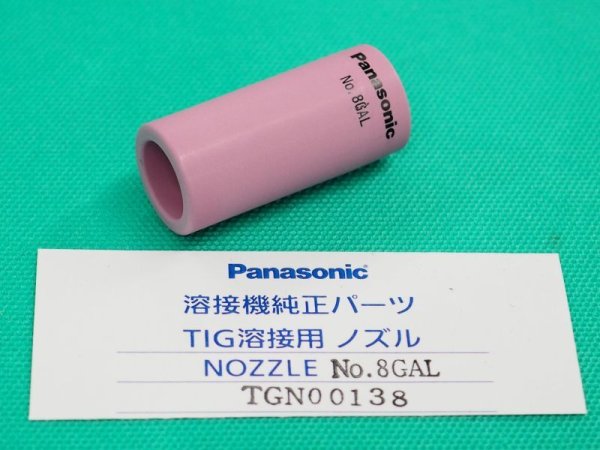 Panasonic
No. 8GAL
Panasonic
溶接機純正パーツ
TIG溶接用 ノズル
NOZZLE No.8GAL
TGN00138